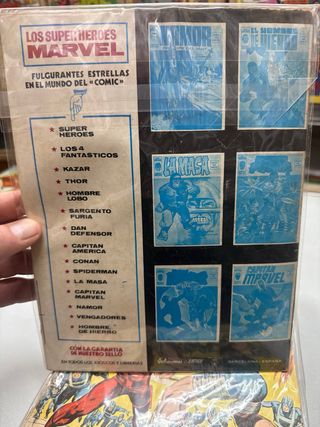 LOS SUPER HEROES
MARVEL
FULGURANTES ESTRELLAS
EN EL MUNDO DEL «COMIC»
SUPER
HEROES
LOS 4
FANTASTICOS
KAZAR
THOR
HOMBRE
LOBO
SARGENTO
FURIA
DAN
DEFENSOR
CAPITAN
AMERICA
CONAN
SPIDERMAN
LA MASA
CAPITAN
MARVEL
NAMOR
VENGADORES
HOMBRE
DE HIERRO
CON LA GARANTIA
DE NUESTRO SELLO
EN TODOS LOS KIOSCOS Y LIBRERIAS
EL HOMBRE
DE HIERRO
LA MASA
CAPITAN
MARVEL
BARCELONA
ESPAÑA